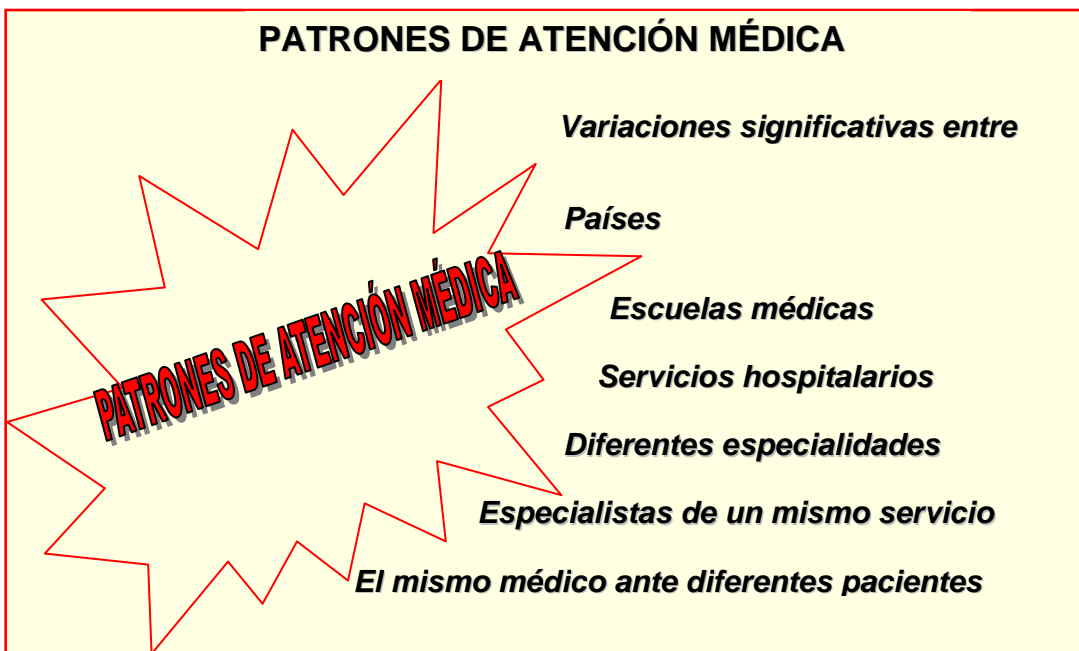 PATRONES DE ATENCIÓN MÉDICA
Variaciones significativas entre
Países
PATRONES DE ATENCIÓN MÉDICA
Escuelas médicas
Servicios hospitalarios
Diferentes especialidades
Especialistas de un mismo servicio
El mismo médico ante diferentes pacientes